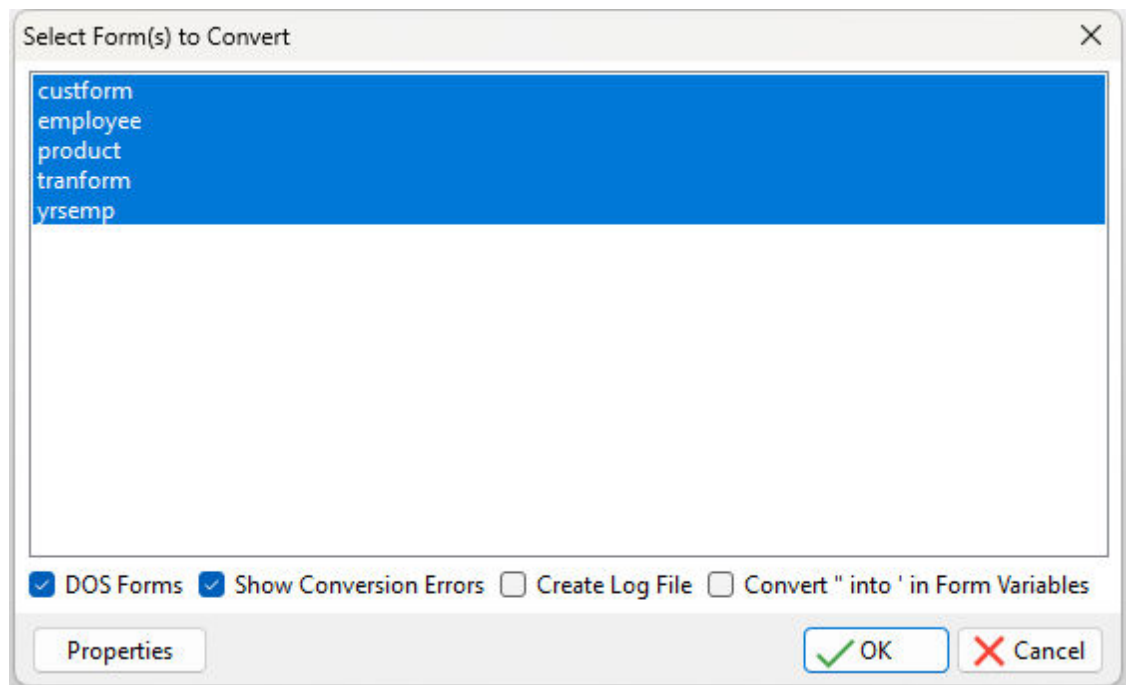 Select Form(s) to Convert
custform
employee
product
tranform
yrsemp
DOS Forms Show Conversion Errors Create Log File Convert " into ' in Form Variables
Properties OK Cancel